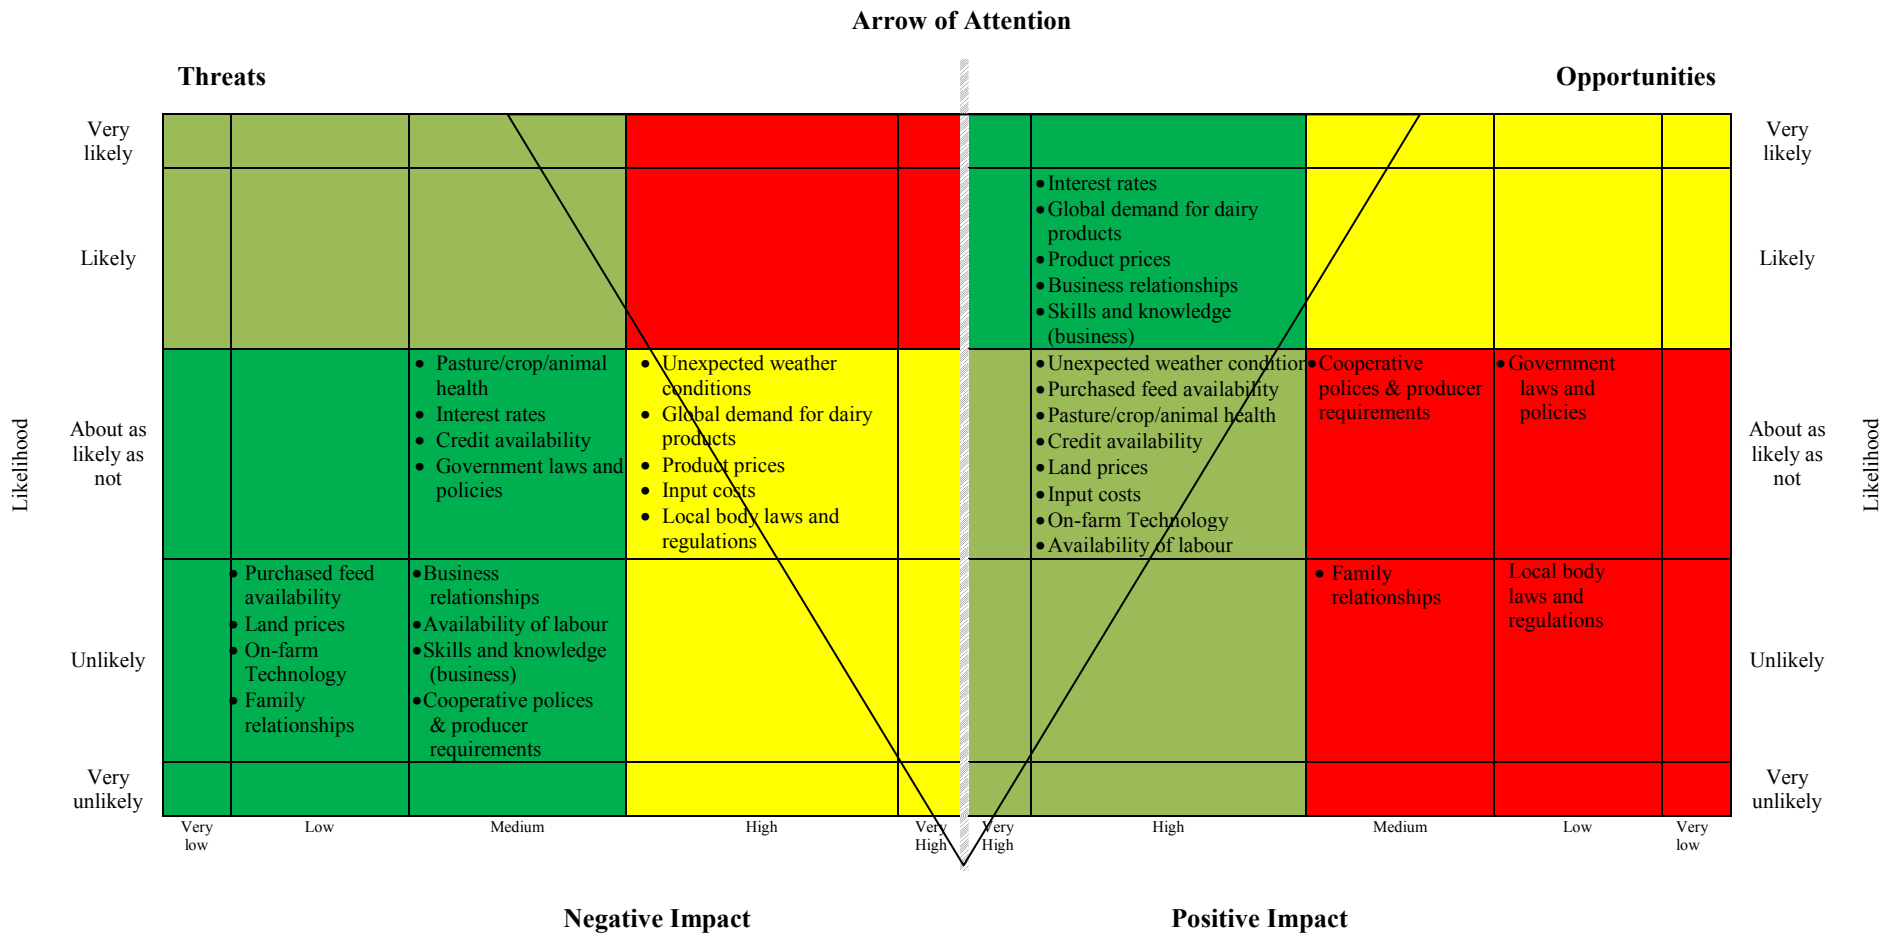 Arrow of Attention
Threats
Opportunities
Very
likely
Very
likely
Likely
• Interest rates
• Global demand for dairy
products
• Product prices
• Business relationships
• Skills and knowledge
(business)
Likely
Likelihood
About as
likely as
not
• Pasture/crop/animal
health
• Interest rates
• Credit availability
• Government laws and
policies
• Unexpected weather
conditions
• Global demand for dairy
products
• Product prices
• Input costs
• Local body laws and
regulations
• Unexpected weather condition
• Purchased feed availability
• Pasture/crop/animal health
• Credit availability
• Land prices
• Input costs
• On-farm Technology
• Availability of labour
• Cooperative
polices & producer
requirements
• Government
laws and
policies
About as
likely as
not
Likelihood
Unlikely
• Purchased feed
availability
• Land prices
• On-farm
Technology
• Family
relationships
• Business
relationships
• Availability of labour
• Skills and knowledge
(business)
• Cooperative polices
& producer
requirements
• Family
relationships
Local body
laws and
regulations
Unlikely
Very
unlikely
Very
unlikely
Very
low
Low
Medium
High
Very
High
Very
High
High
Medium
Low
Very
low
Negative Impact
Positive Impact